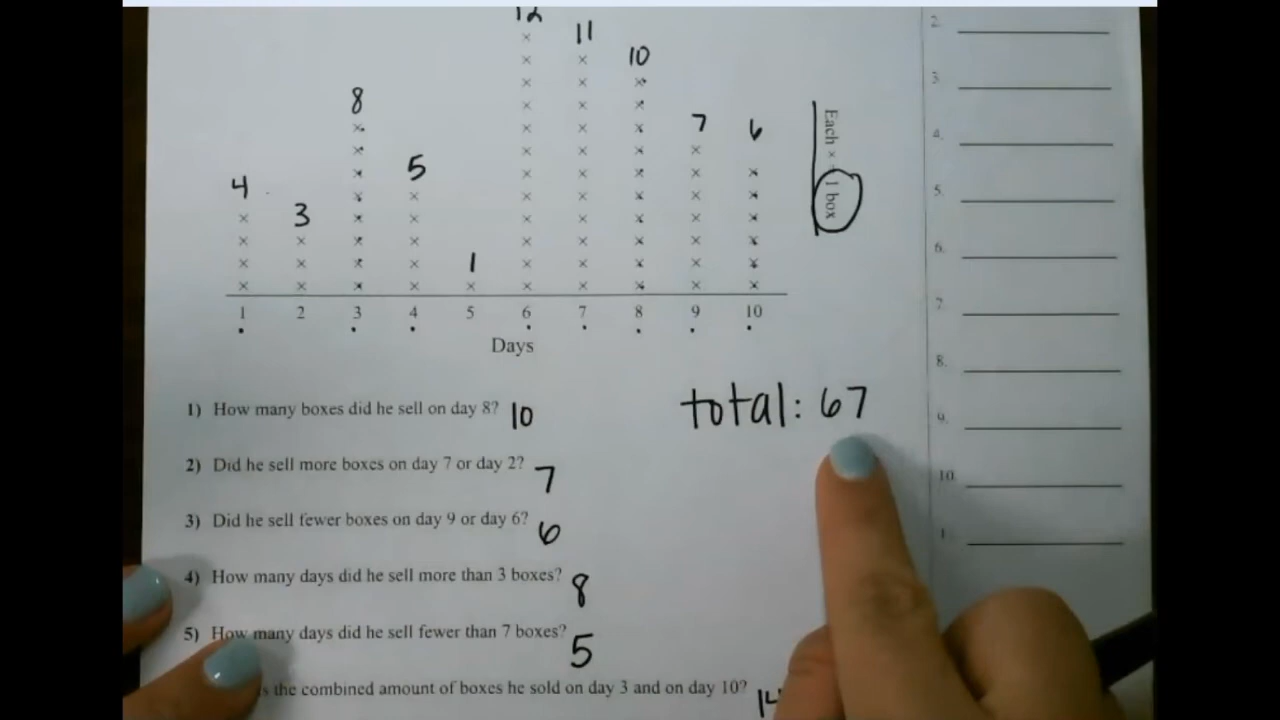 12
11
10
8
7
6
5
4
3
1
Each × 1 box
1 2 3 4 5 6 7 8 9 10
Days
total: 67
1) How many boxes did he sell on day 8? 10
2) Did he sell more boxes on day 7 or day 2? 7
3) Did he sell fewer boxes on day 9 or day 6? 6
4) How many days did he sell more than 3 boxes? 8
5) How many days did he sell fewer than 7 boxes? 5
the combined amount of boxes he sold on day 3 and on day 10? 14
2.
3.
4.
5.
6.
7.
8.
9.
10.